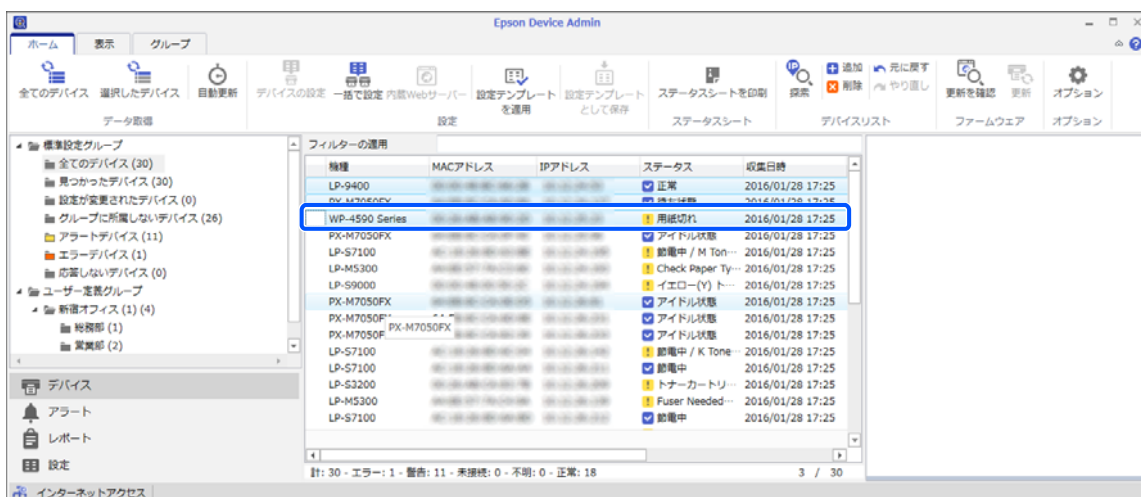 Epson Device Admin
ホーム 表示 グループ
全てのデバイス 選択したデバイス 自動更新 デバイスの設定 一括で設定 内蔵Webサーバー 設定テンプレートを適用 設定テンプレートとして保存 ステータスシートを印刷 IP 探索 追加 削除 元に戻す やり直し 更新を確認 更新 オプション
データ取得 設定 ステータスシート デバイスリスト ファームウェア オプション
標準設定グループ
全てのデバイス (30)
見つかったデバイス (30)
設定が変更されたデバイス (0)
グループに所属しないデバイス (26)
アラートデバイス (11)
エラーデバイス (1)
応答しないデバイス (0)
ユーザー定義グループ
新宿オフィス (1) (4)
総務部 (1)
営業部 (2)
デバイス
アラート
レポート
設定
フィルターの適用
機種 MACアドレス IPアドレス ステータス 収集日時
LP-9400 正常 2016/01/28 17:25
PX-M7050FX 待ち状態 2016/01/28 17:25
WP-4590 Series 用紙切れ 2016/01/28 17:25
PX-M7050FX アイドル状態 2016/01/28 17:25
LP-S7100 節電中 / M Ton… 2016/01/28 17:25
LP-M5300 Check Paper Ty… 2016/01/28 17:25
LP-S9000 イエロー(Y) ト… 2016/01/28 17:25
PX-M7050FX アイドル状態 2016/01/28 17:25
PX-M7050FX アイドル状態 2016/01/28 17:25
PX-M7050F PX-M7050FX アイドル状態 2016/01/28 17:25
LP-S7100 節電中 / K Tone… 2016/01/28 17:25
LP-S7100 節電中 2016/01/28 17:25
LP-S3200 トナーカートリ… 2016/01/28 17:25
LP-M5300 Fuser Needed… 2016/01/28 17:25
LP-S7100 節電中 2016/01/28 17:25
計: 30 - エラー: 1 - 警告: 11 - 未接続: 0 - 不明: 0 - 正常: 18 3 / 30
インターネットアクセス